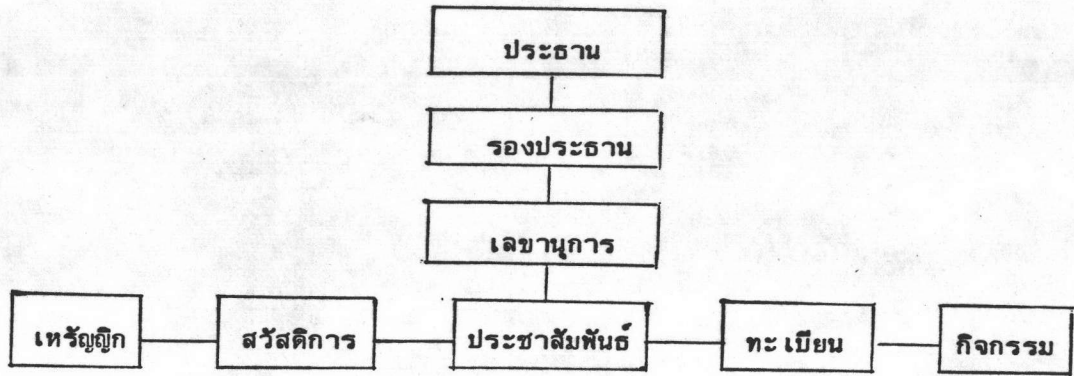 ประธาน
รองประธาน
เลขานุการ
เหรัญญิก
สวัสดิการ
ประชาสัมพันธ์
ทะเบียน
กิจกรรม